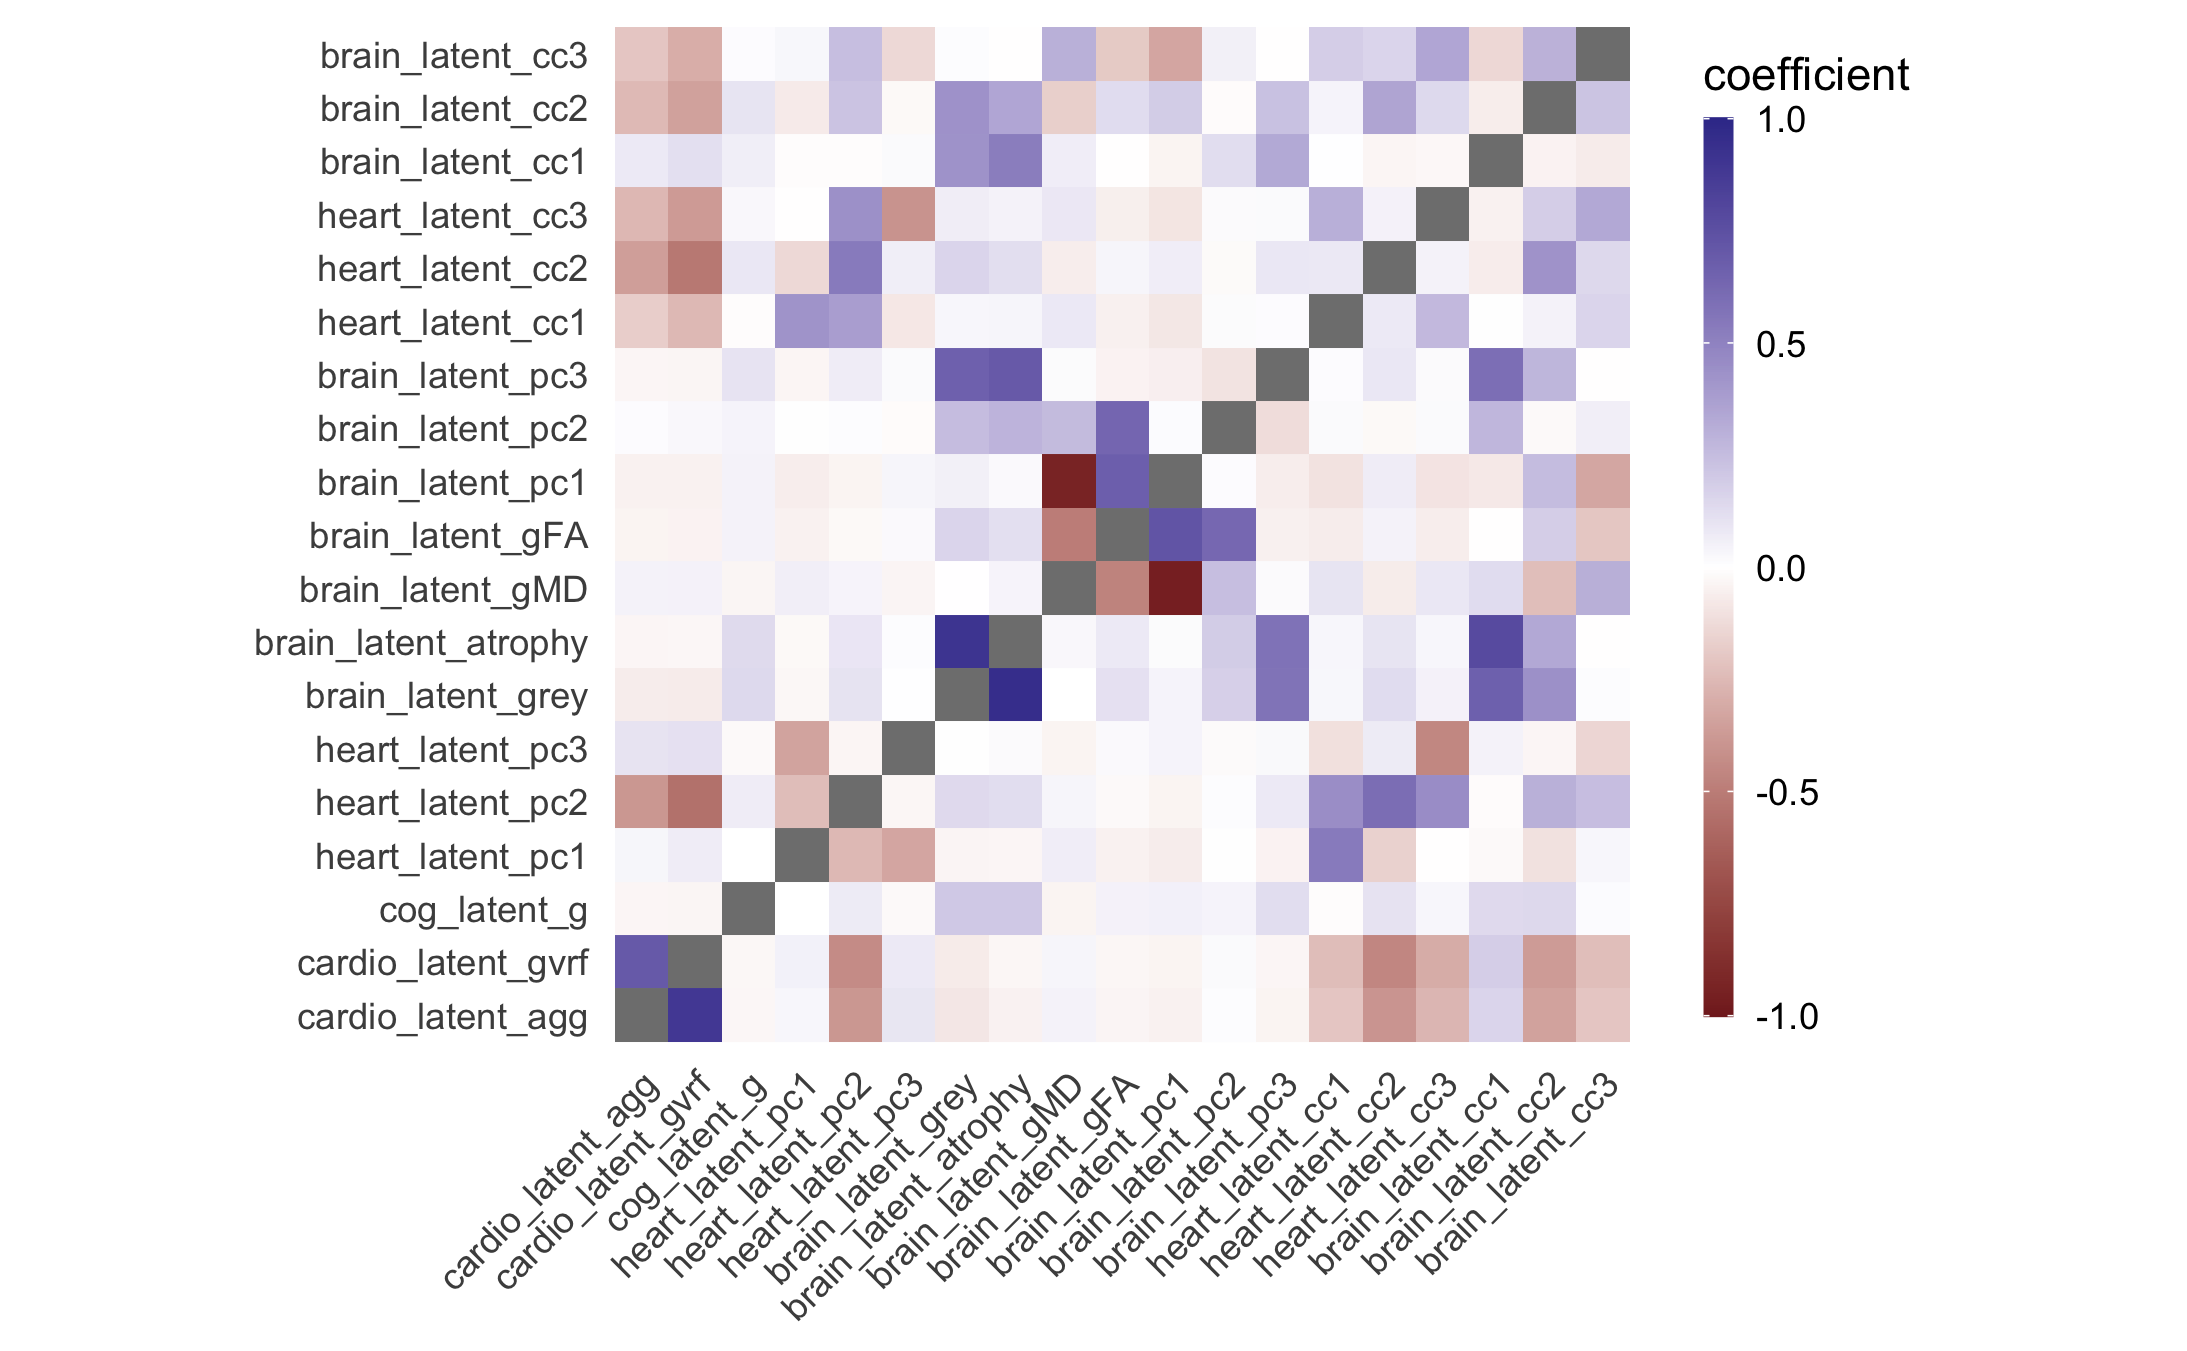 brain_latent_cc3
brain_latent_cc2
brain_latent_cc1
heart_latent_cc3
heart_latent_cc2
heart_latent_cc1
brain_latent_pc3
brain_latent_pc2
brain_latent_pc1
brain_latent_gFA
brain_latent_gMD
brain_latent_atrophy
brain_latent_grey
heart_latent_pc3
heart_latent_pc2
heart_latent_pc1
cog_latent_g
cardio_latent_gvrf
cardio_latent_agg
cardio_latent_agg
cardio_latent_gvrf
cog_latent_g
heart_latent_pc1
heart_latent_pc2
heart_latent_pc3
brain_latent_grey
brain_latent_atrophy
brain_latent_gMD
brain_latent_gFA
brain_latent_pc1
brain_latent_pc2
brain_latent_pc3
heart_latent_cc1
heart_latent_cc2
heart_latent_cc3
brain_latent_cc1
brain_latent_cc2
brain_latent_cc3
coefficient
1.0
0.5
0.0
-0.5
-1.0